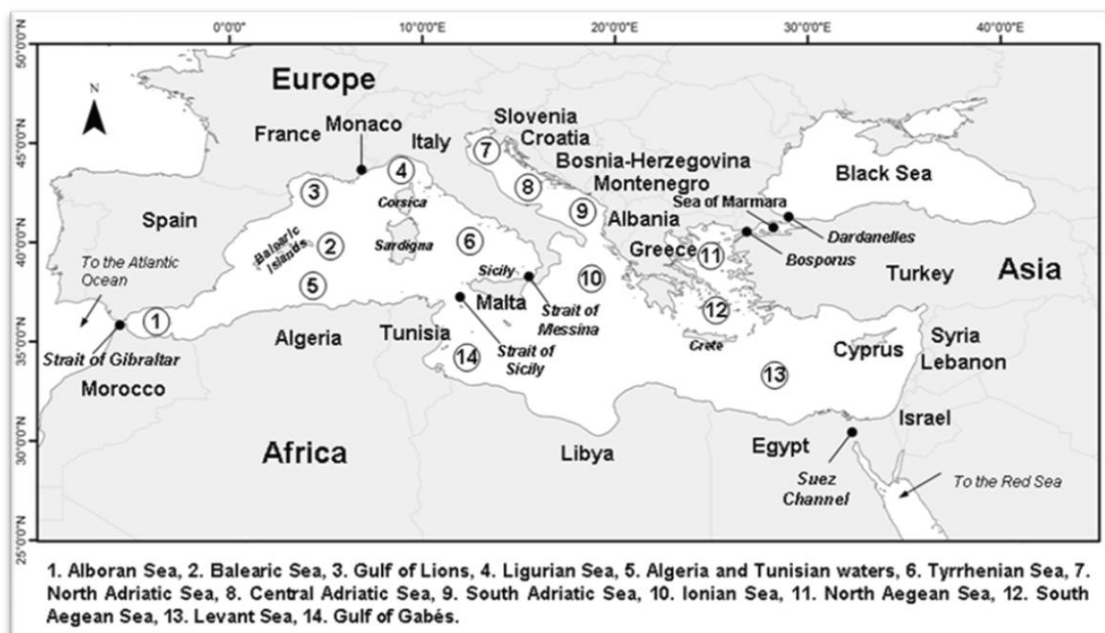 0°0'0" 10°0'0"E 20°0'0"E 30°0'0"E 40°0'0"E
50°0'0"N
45°0'0"N
40°0'0"N
35°0'0"N
30°0'0"N
25°0'0"N
N
Europe
France
Monaco
Italy
Slovenia
Croatia
Bosnia-Herzegovina
Montenegro
Black Sea
Sea of Marmara
Albania
Dardanelles
Greece
Bosporus
Turkey
Asia
Spain
Corsica
Sardigna
Balearic
Islands
Sicily
To the Atlantic
Ocean
Malta
Strait of
Messina
Strait of Gibraltar
Algeria
Tunisia
Strait of
Sicily
Crete
Cyprus
Syria
Lebanon
Morocco
Israel
Africa
Libya
Egypt
Suez
Channel
To the Red Sea
1
2
3
4
5
6
7
8
9
10
11
12
13
14
1. Alboran Sea, 2. Balearic Sea, 3. Gulf of Lions, 4. Ligurian Sea, 5. Algeria and Tunisian waters, 6. Tyrrhenian Sea, 7.
North Adriatic Sea, 8. Central Adriatic Sea, 9. South Adriatic Sea, 10. Ionian Sea, 11. North Aegean Sea, 12. South
Aegean Sea, 13. Levant Sea, 14. Gulf of Gabés.